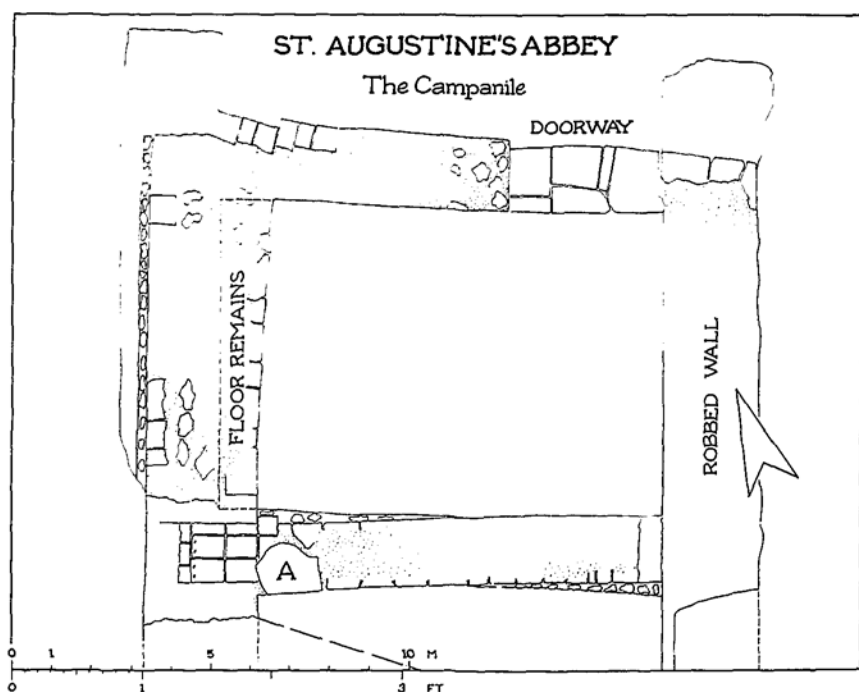 ST. AUGUSTINE'S ABBEY
The Campanile
DOORWAY
FLOOR REMAINS
ROBBED WALL
A
0 1 5 10 M
0 1 3 FT